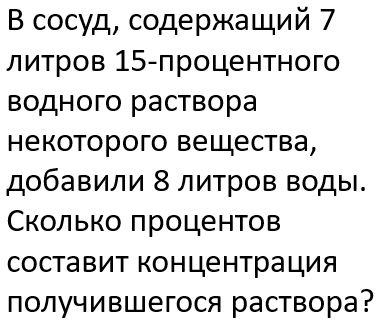 В сосуд, содержащий 7
литров 15-процентного
водного раствора
некоторого вещества,
добавили 8 литров воды.
Сколько процентов
составит концентрация
получившегося раствора?